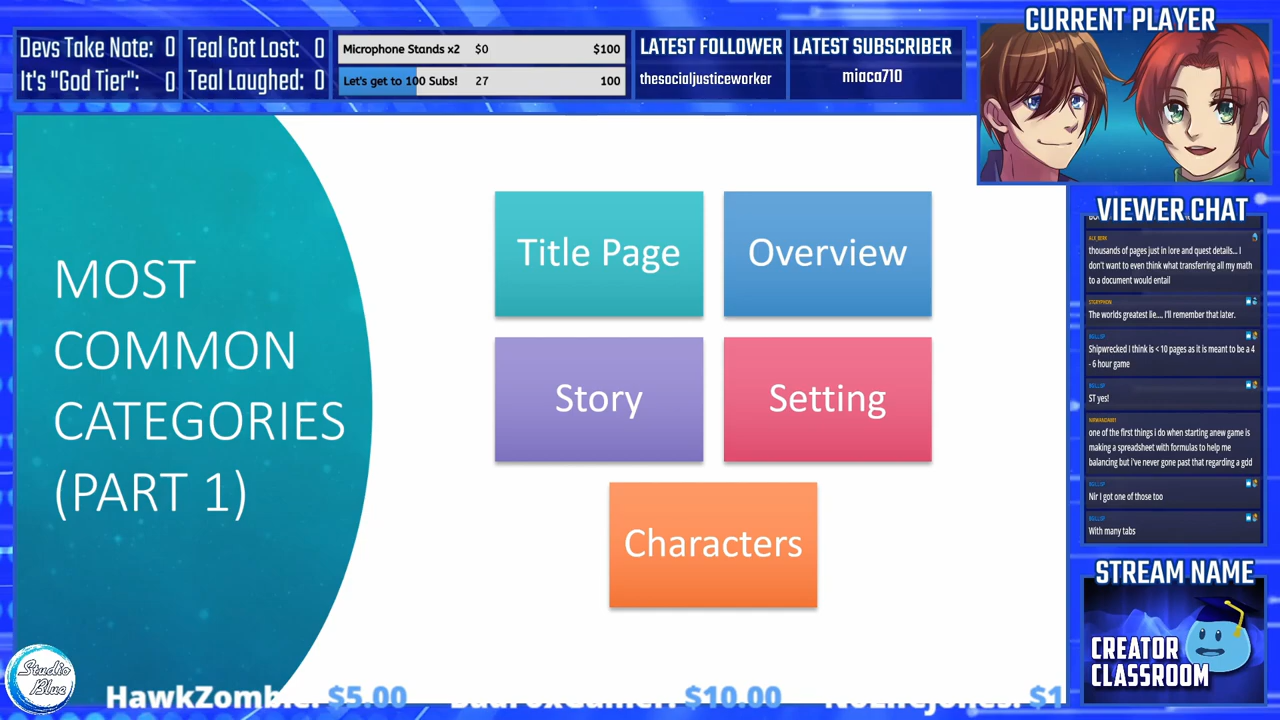 Devs Take Note: 0
It's "God Tier": 0
Teal Got Lost: 0
Teal Laughed: 0
Microphone Stands x2 $0 $100
Let's get to 100 Subs! 27 100
LATEST FOLLOWER
thesocialjusticeworker
LATEST SUBSCRIBER
miaca710
CURRENT PLAYER
MOST
COMMON
CATEGORIES
(PART 1)
Title Page
Overview
Story
Setting
Characters
VIEWER CHAT
thousands of pages just in lore and quest details... I
don't want to even think what transferring all my math
to a document would entail
STGRYPHON
The worlds greatest lie.... I'll remember that later.
Shipwrecked I think is < 10 pages as it is meant to be a 4
- 6 hour game
ST yes!
one of the first things i do when starting anew game is
making a spreadsheet with formulas to help me
balancing but i've never gone past that regarding a gdd
Nir I got one of those too
With many tabs
STREAM NAME
CREATOR
CLASSROOM
Studio
Blue
HawkZombie: $5.00
BadFoxGamer: $10.00
NoLifeJones: $1